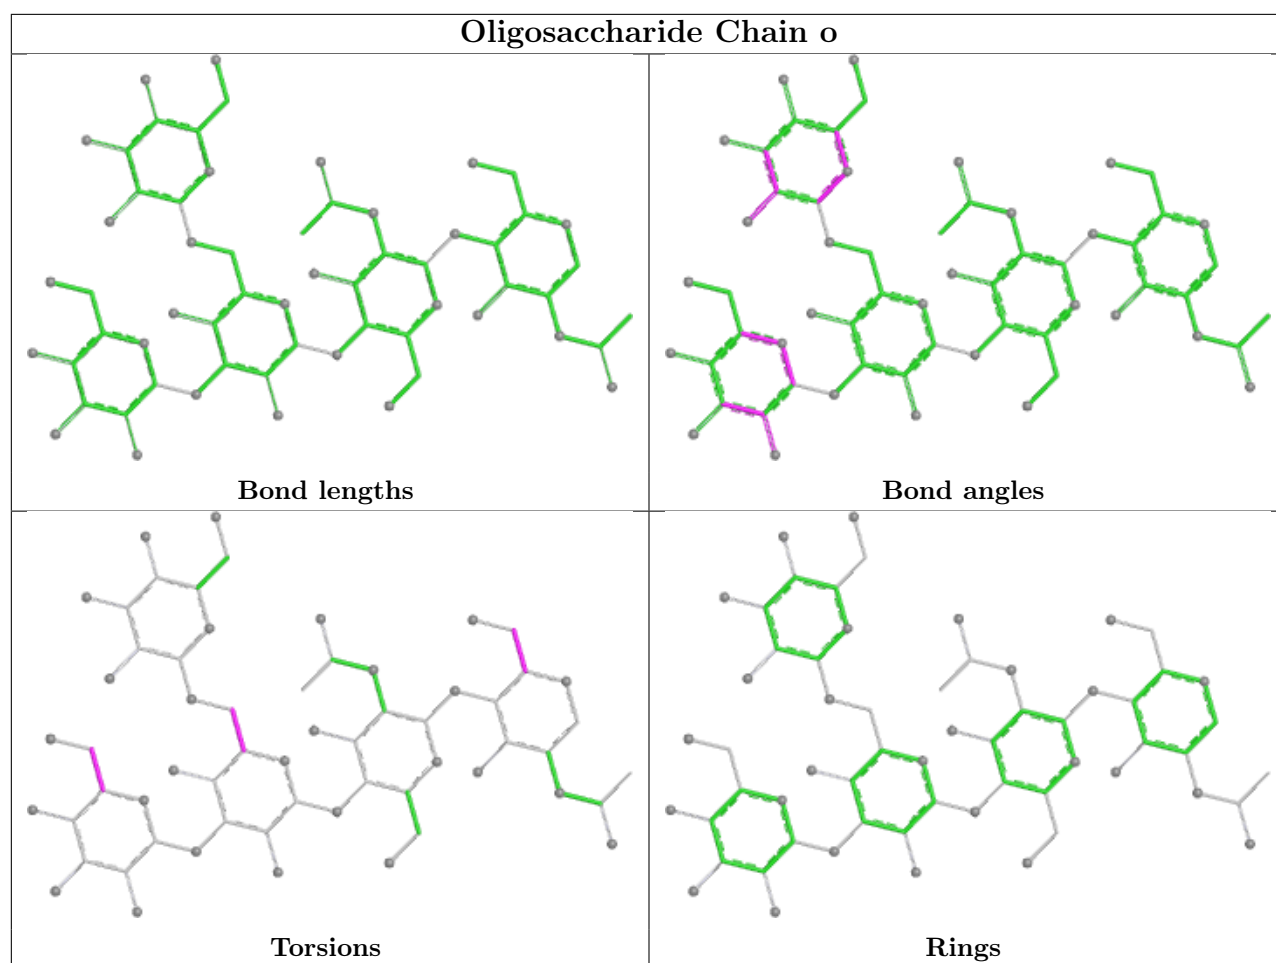 Oligosaccharide Chain o
Bond lengths
Bond angles
Torsions
Rings